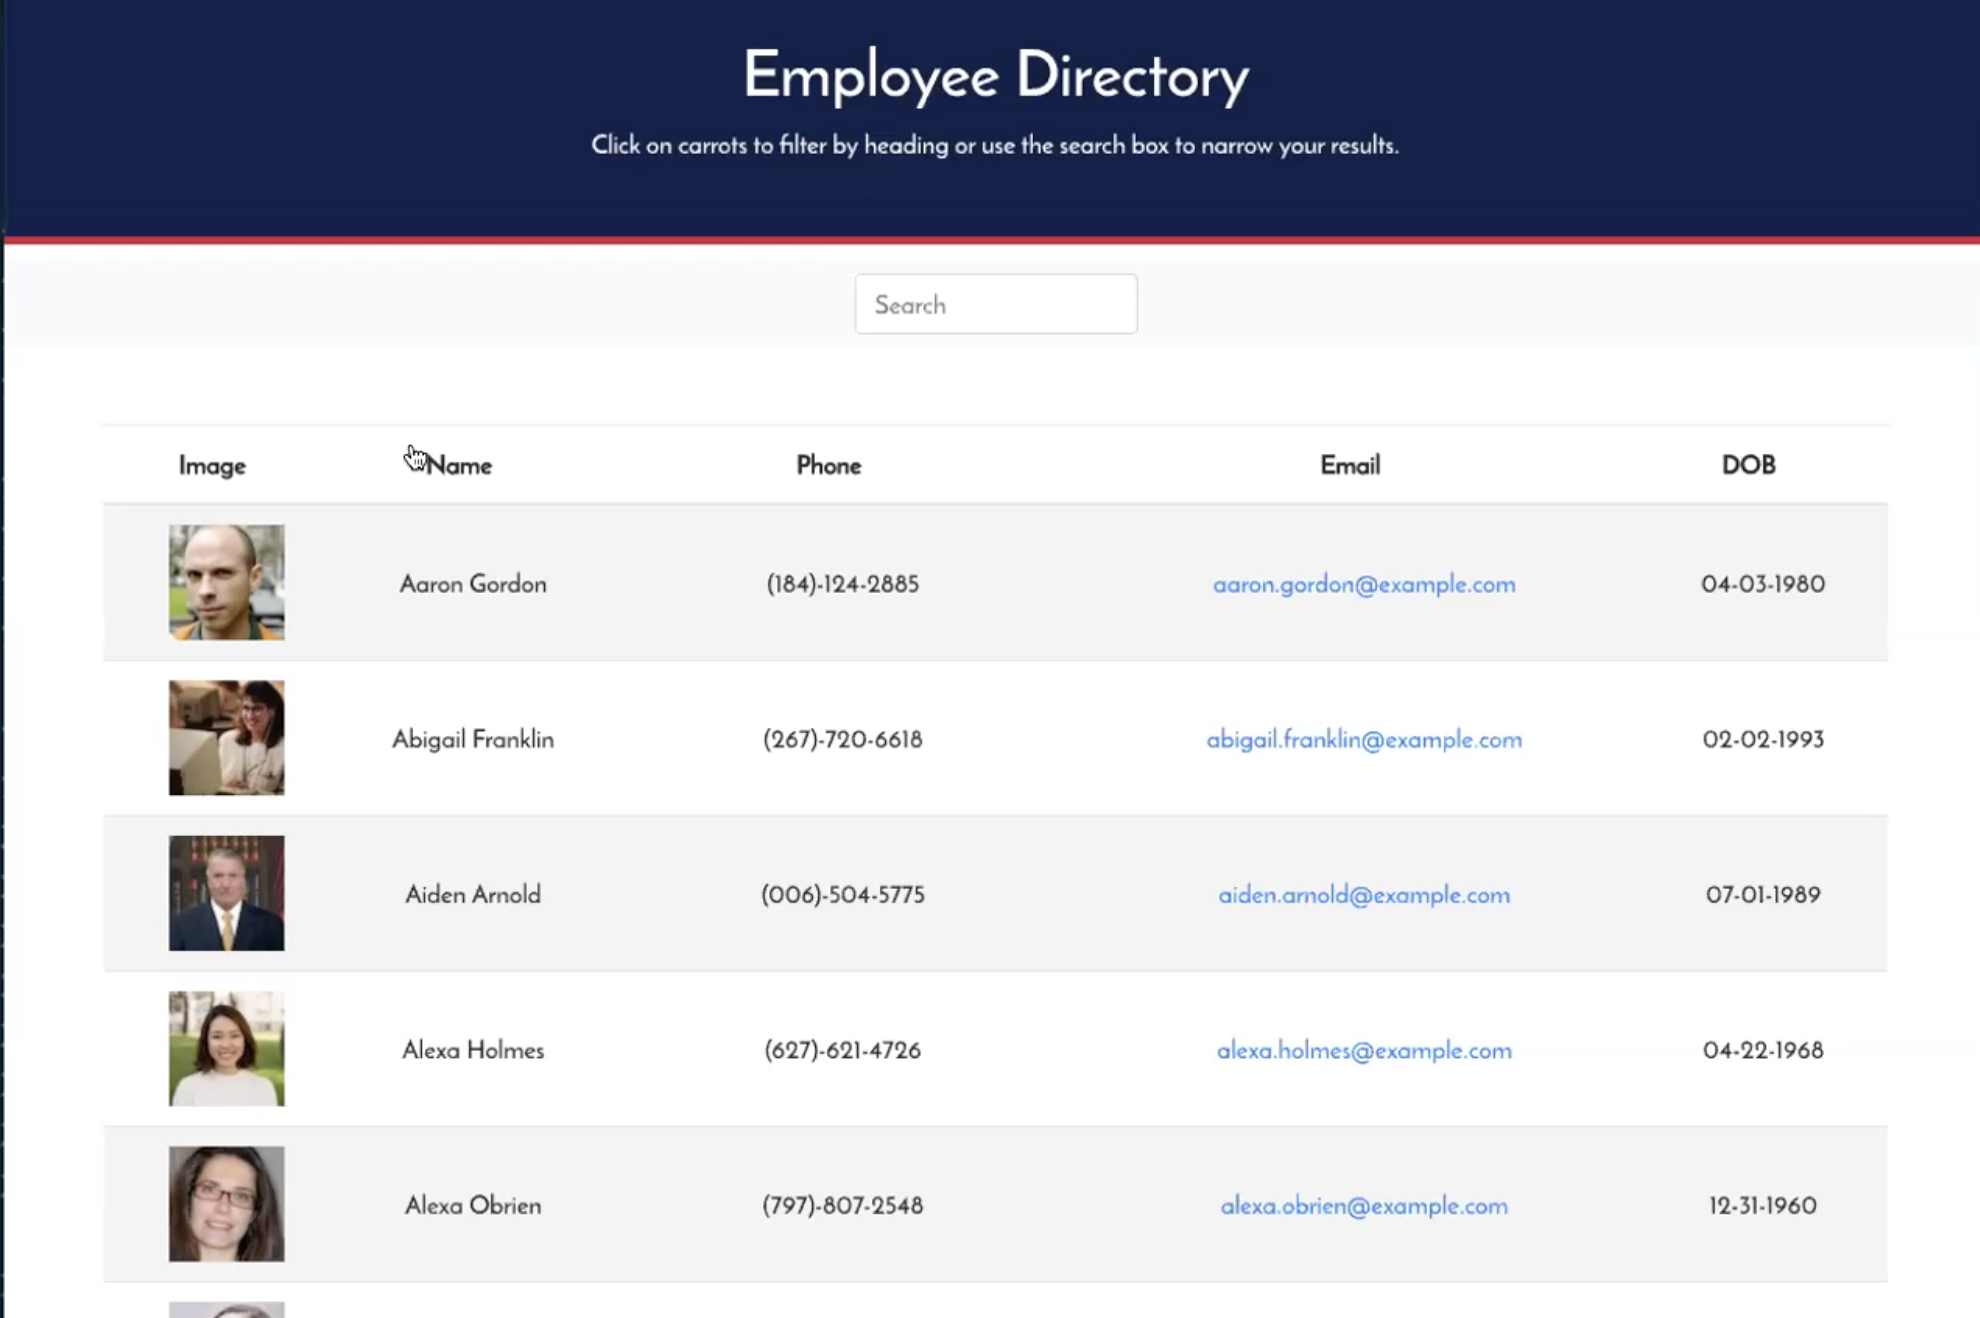 Employee Directory
Click on carrots to filter by heading or use the search box to narrow your results.
Search
Image Name Phone Email DOB
Aaron Gordon (184)-124-2885 aaron.gordon@example.com 04-03-1980
Abigail Franklin (267)-720-6618 abigail.franklin@example.com 02-02-1993
Aiden Arnold (006)-504-5775 aiden.arnold@example.com 07-01-1989
Alexa Holmes (627)-621-4726 alexa.holmes@example.com 04-22-1968
Alexa Obrien (797)-807-2548 alexa.obrien@example.com 12-31-1960